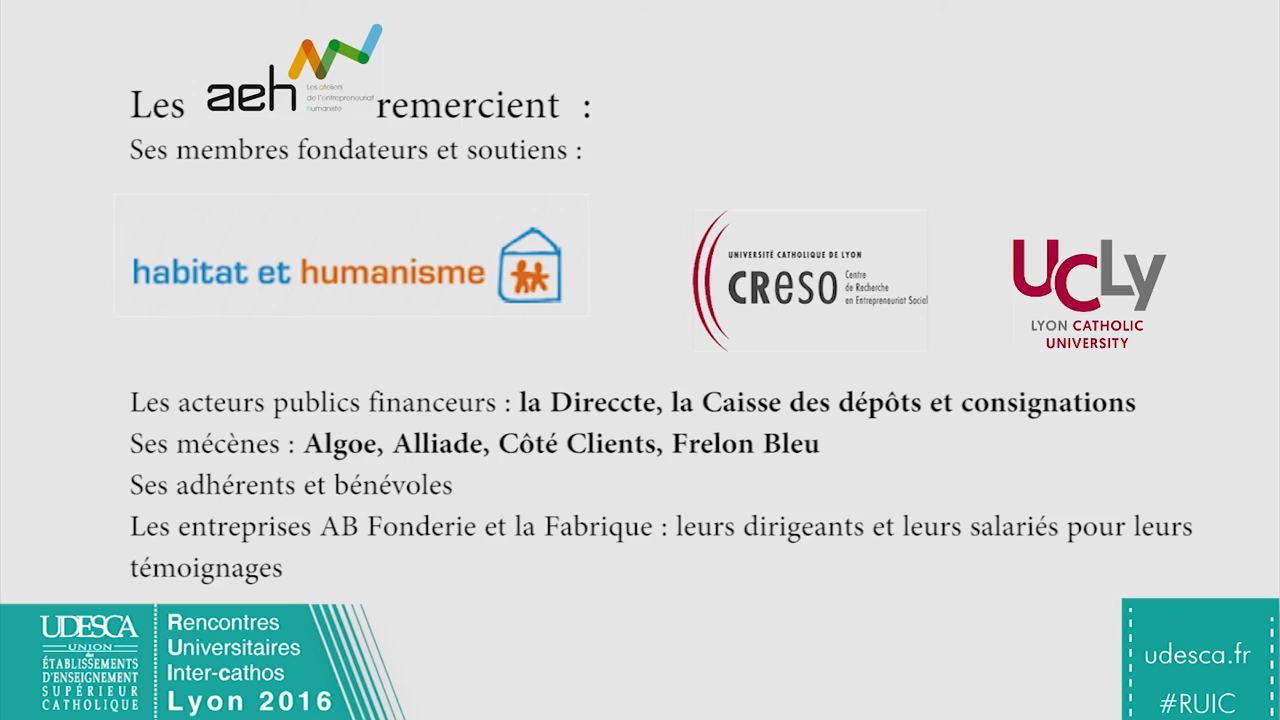 Les aeh Les ateliers de l'entrepreneuriat humaniste remercient :
Ses membres fondateurs et soutiens :
habitat et humanisme
UNIVERSITÉ CATHOLIQUE DE LYON
CRESO
Centre
de Recherche
en Entrepreneuriat Social
UCLy
LYON CATHOLIC
UNIVERSITY
Les acteurs publics financeurs : la Direccte, la Caisse des dépôts et consignations
Ses mécènes : Algoe, Alliade, Côté Clients, Frelon Bleu
Ses adhérents et bénévoles
Les entreprises AB Fonderie et la Fabrique : leurs dirigeants et leurs salariés pour leurs
témoignages
UDESCA
UNION
des
ÉTABLISSEMENTS
D'ENSEIGNEMENT
SUPÉRIEUR
CATHOLIQUE
Rencontres
Universitaires
Inter-cathos
Lyon 2016
udesca.fr
#RUIC